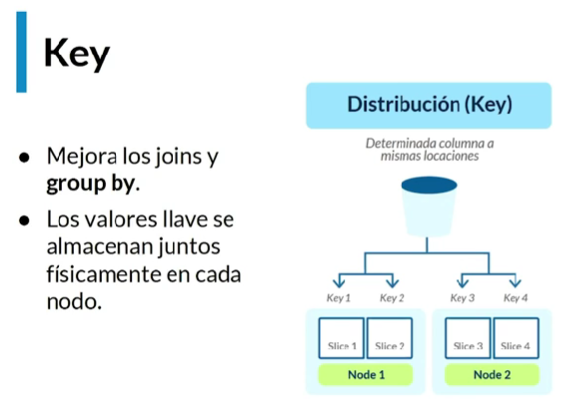 Key
Mejora los joins y
group by.
Los valores llave se
almacenan juntos
físicamente en cada
nodo.
Distribución (Key)
Determinada columna a
mismas locaciones
Key 1
Key 2
Key 3
Key 4
Slice 1
Slice 2
Slice 3
Slice 4
Node 1
Node 2